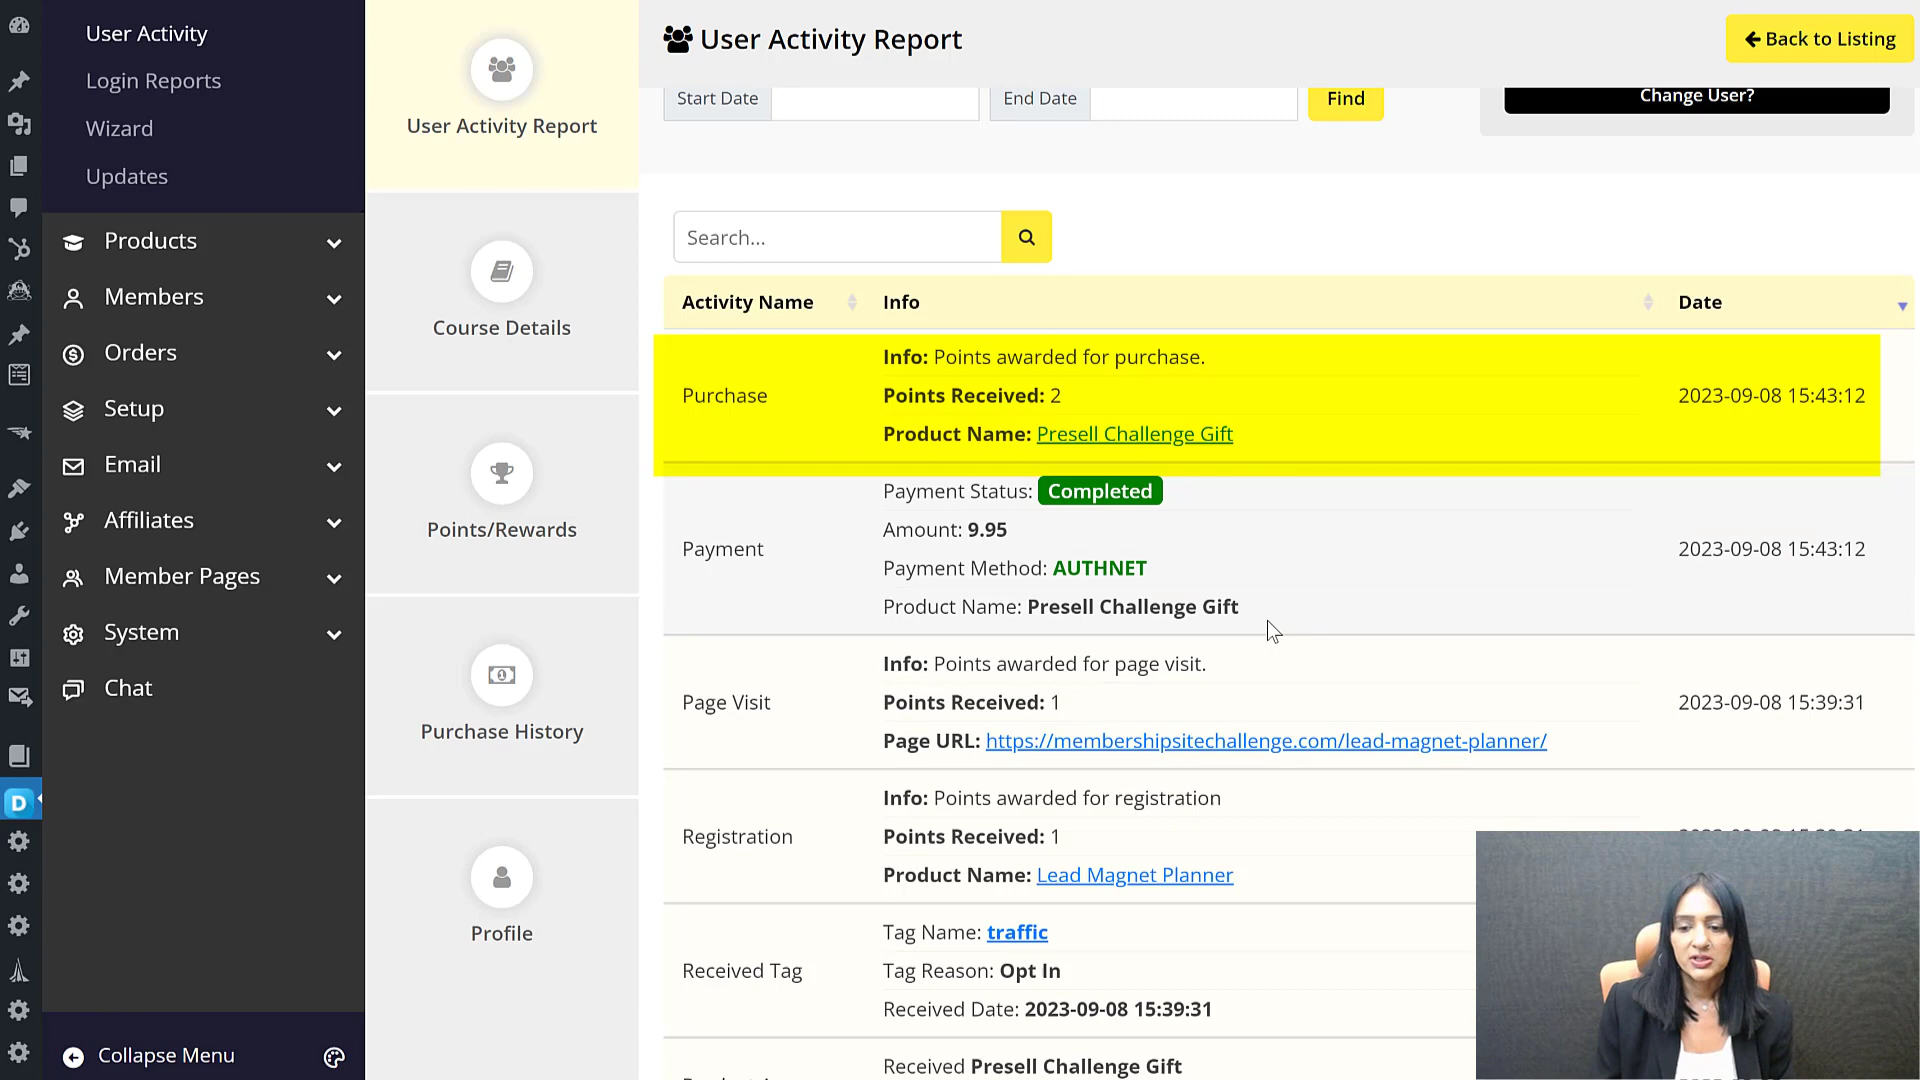 User Activity
Login Reports
Wizard
Updates
Products
Members
Orders
Setup
Email
Affiliates
Member Pages
System
Chat
D
Collapse Menu
User Activity Report
Course Details
Points/Rewards
Purchase History
Profile
User Activity Report
Back to Listing
Start Date
End Date
Find
Change User?
Search...
Activity Name Info Date
Purchase
Info: Points awarded for purchase.
Points Received: 2
Product Name: Presell Challenge Gift
2023-09-08 15:43:12
Payment
Payment Status: Completed
Amount: 9.95
Payment Method: AUTHNET
Product Name: Presell Challenge Gift
2023-09-08 15:43:12
Page Visit
Info: Points awarded for page visit.
Points Received: 1
Page URL: https://membershipsitechallenge.com/lead-magnet-planner/
2023-09-08 15:39:31
Registration
Info: Points awarded for registration
Points Received: 1
Product Name: Lead Magnet Planner
Received Tag
Tag Name: traffic
Tag Reason: Opt In
Received Date: 2023-09-08 15:39:31
Received Presell Challenge Gift